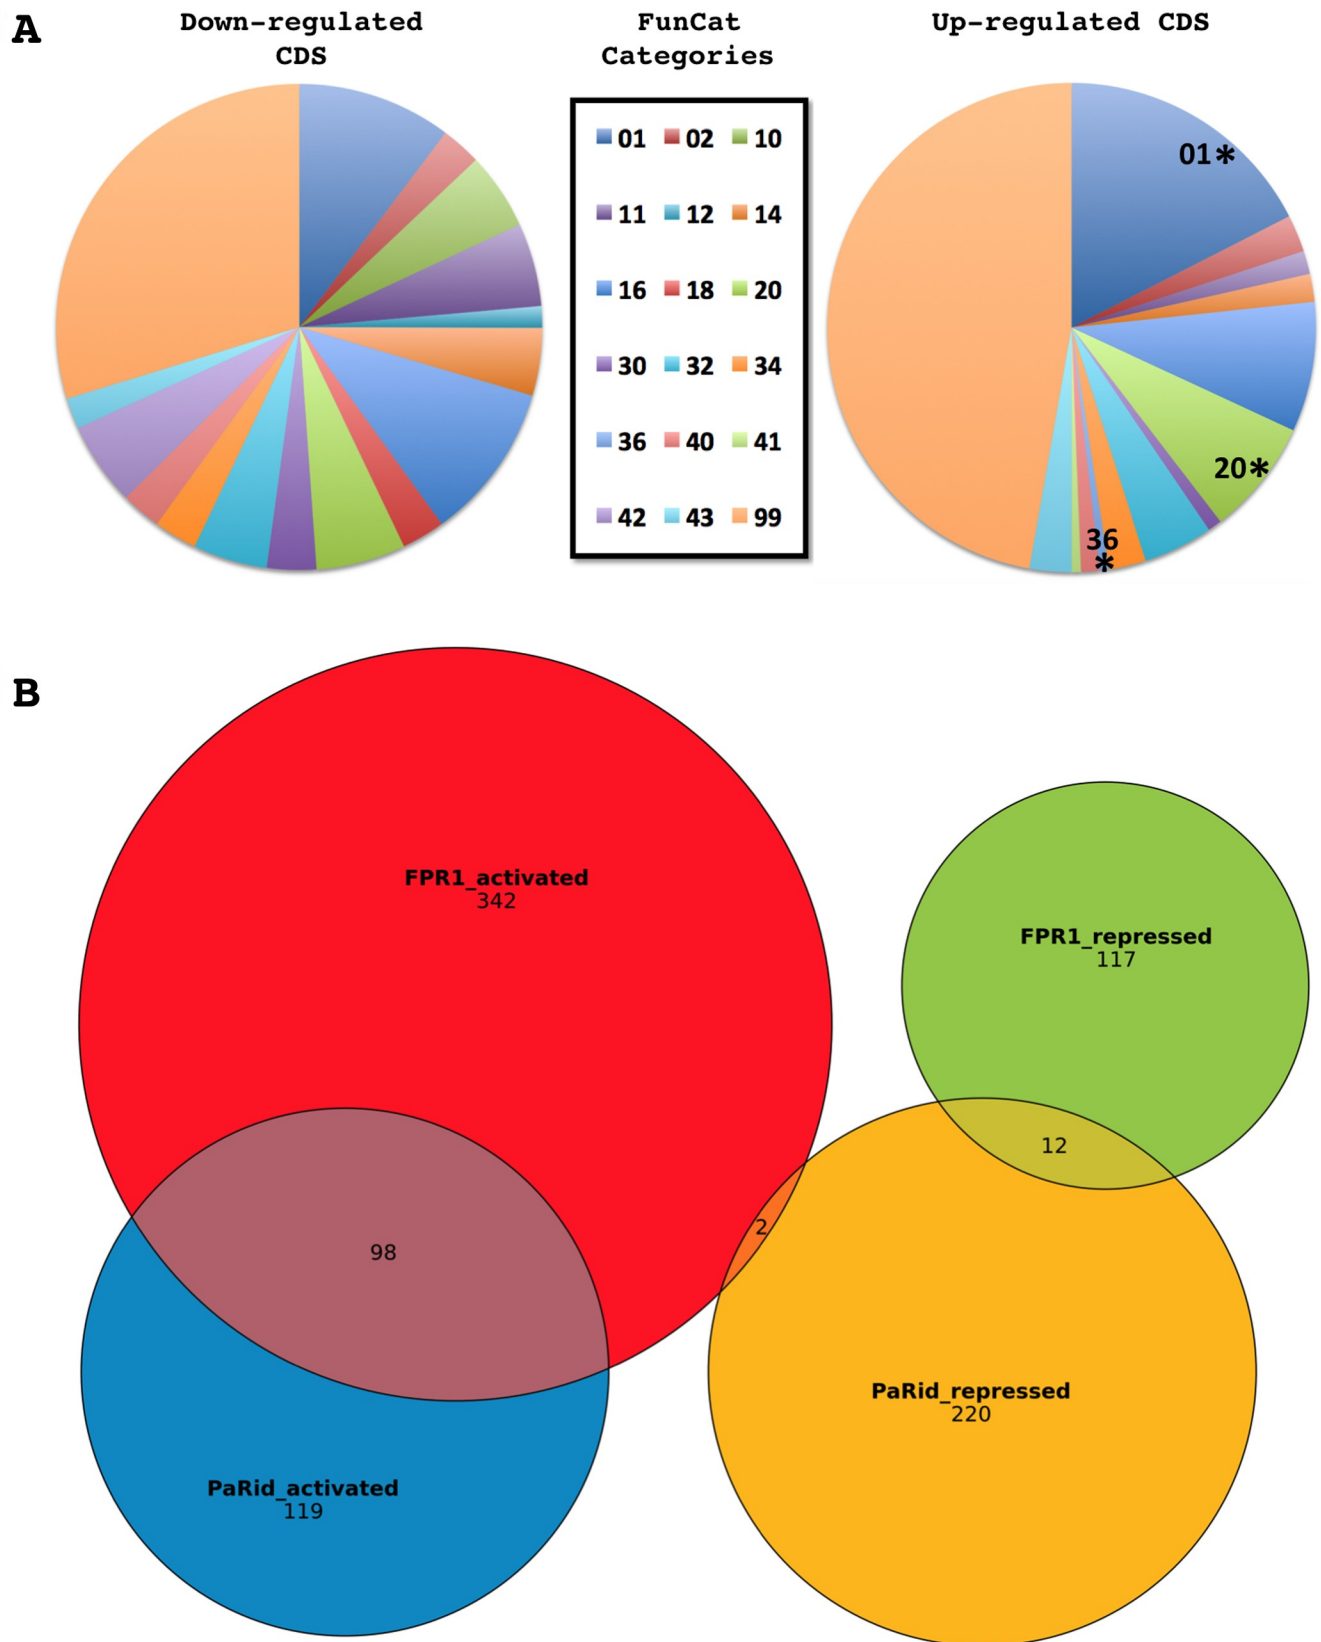 A
Down-regulated
CDS
FunCat
Categories
Up-regulated CDS
01 02 10
11 12 14
16 18 20
30 32 34
36 40 41
42 43 99
01*
20*
36
*
B
FPR1_activated
342
FPR1_repressed
117
12
2
98
PaRid_repressed
220
PaRid_activated
119